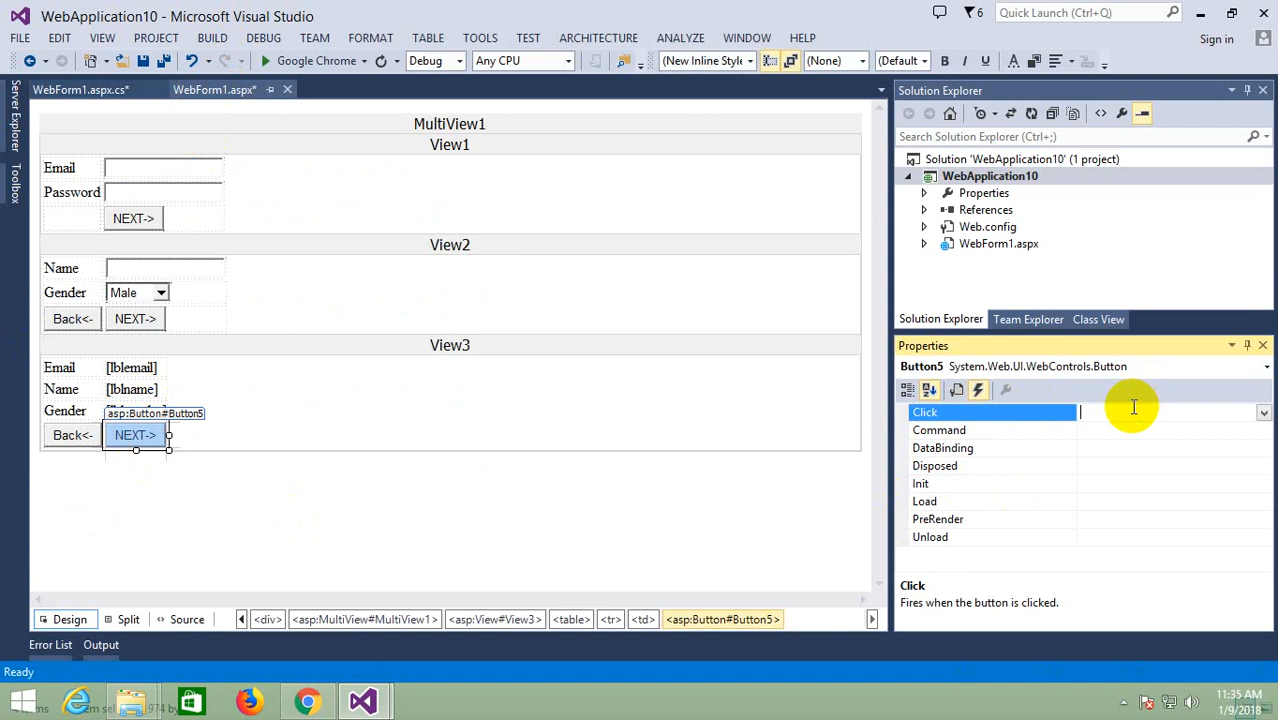 WebApplication10 - Microsoft Visual Studio
6
Quick Launch (Ctrl+Q)
FILE EDIT VIEW PROJECT BUILD DEBUG TEAM FORMAT TABLE TOOLS TEST ARCHITECTURE ANALYZE WINDOW HELP
Sign in
Google Chrome
Debug
Any CPU
(New Inline Style
(None)
(Default
B I U A
WebForm1.aspx.cs*
WebForm1.aspx*
Server Explorer
Toolbox
MultiView1
View1
Email
Password
NEXT->
View2
Name
Gender Male
Back<- NEXT->
View3
Email [lblemail]
Name [lblname]
Gender
asp:Button#Button5
Back<- NEXT->
Design Split Source
<div> <asp:MultiView#MultiView1> <asp:View#View3> <table> <tr> <td> <asp:Button#Button5>
Error List Output
Ready
Solution Explorer
Search Solution Explorer (Ctrl+;)
Solution 'WebApplication10' (1 project)
WebApplication10
Properties
References
Web.config
WebForm1.aspx
Solution Explorer Team Explorer Class View
Properties
Button5 System.Web.UI.WebControls.Button
Click
Command
DataBinding
Disposed
Init
Load
PreRender
Unload
Click
Fires when the button is clicked.
11:35 AM
1/9/2018